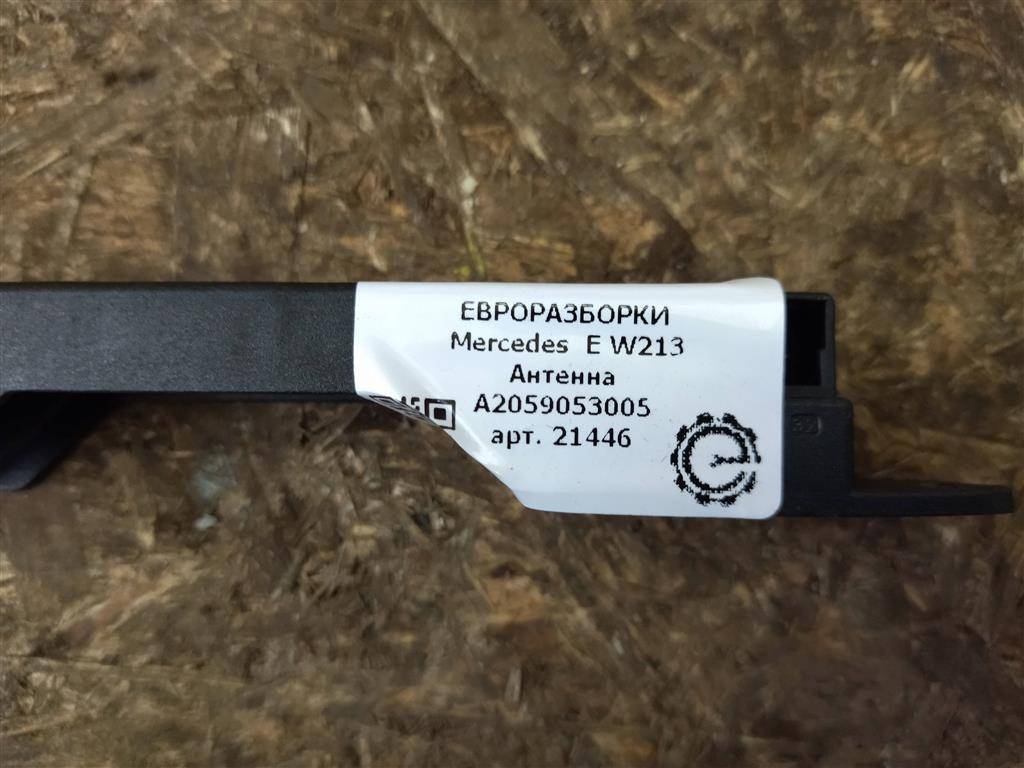 ЕВРОРАЗБОРКИ
Mercedes E W213
Антенна
A2059053005
арт. 21446